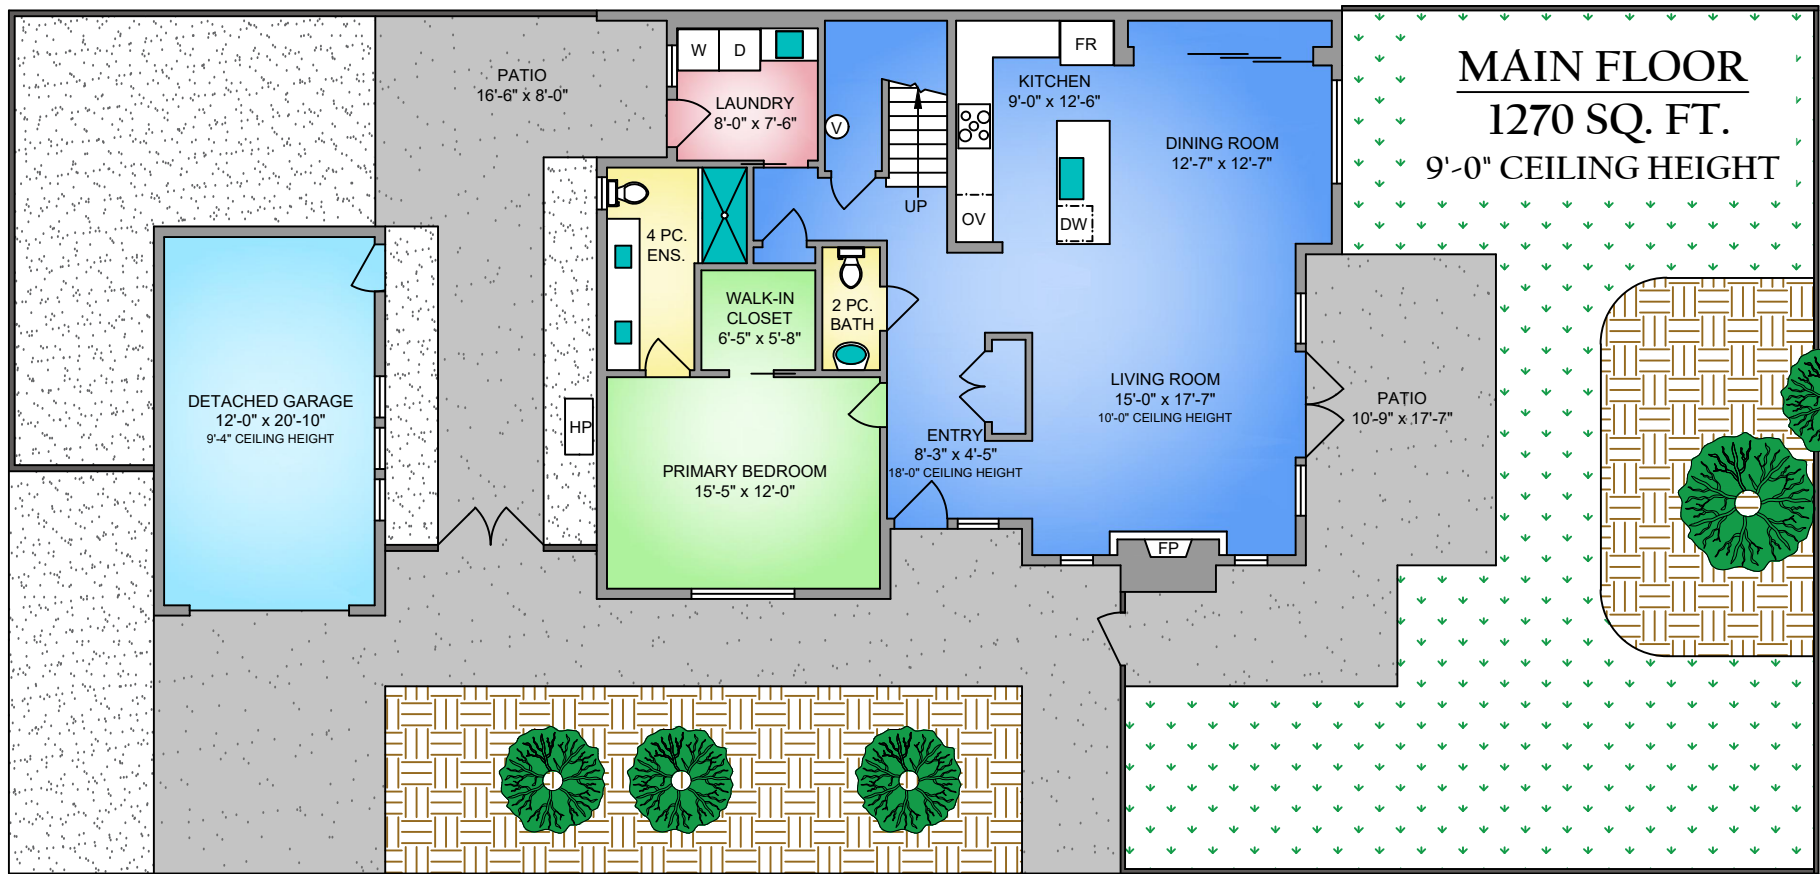 MAIN FLOOR
1270 SQ. FT.
9'-0" CEILING HEIGHT
PATIO
16'-6" x 8'-0"
W
D
LAUNDRY
8'-0" x 7'-6"
V
UP
KITCHEN
9'-0" x 12'-6"
FR
OV
DW
DINING ROOM
12'-7" x 12'-7"
4 PC.
ENS.
WALK-IN
CLOSET
6'-5" x 5'-8"
2 PC.
BATH
DETACHED GARAGE
12'-0" x 20'-10"
9'-4" CEILING HEIGHT
HP
PRIMARY BEDROOM
15'-5" x 12'-0"
ENTRY
8'-3" x 4'-5"
18'-0" CEILING HEIGHT
LIVING ROOM
15'-0" x 17'-7"
10'-0" CEILING HEIGHT
PATIO
10'-9" x 17'-7"
FP